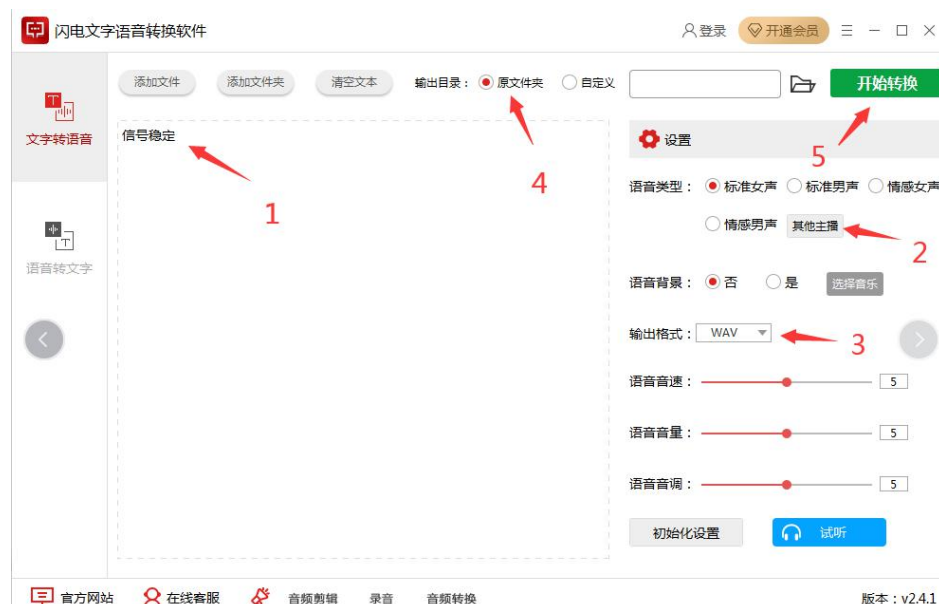 闪电文字语音转换软件 登录 开通会员
添加文件 添加文件夹 清空文本 输出目录： 原文件夹 自定义 开始转换
文字转语音
语音转文字
信号稳定
1
4
5
设置
语音类型： 标准女声 标准男声 情感女声
情感男声 其他主播
2
语音背景： 否 是 选择音乐
输出格式： WAV
3
语音音速： 5
语音音量： 5
语音音调： 5
初始化设置 试听
官方网站 在线客服 音频剪辑 录音 音频转换 版本：v2.4.1